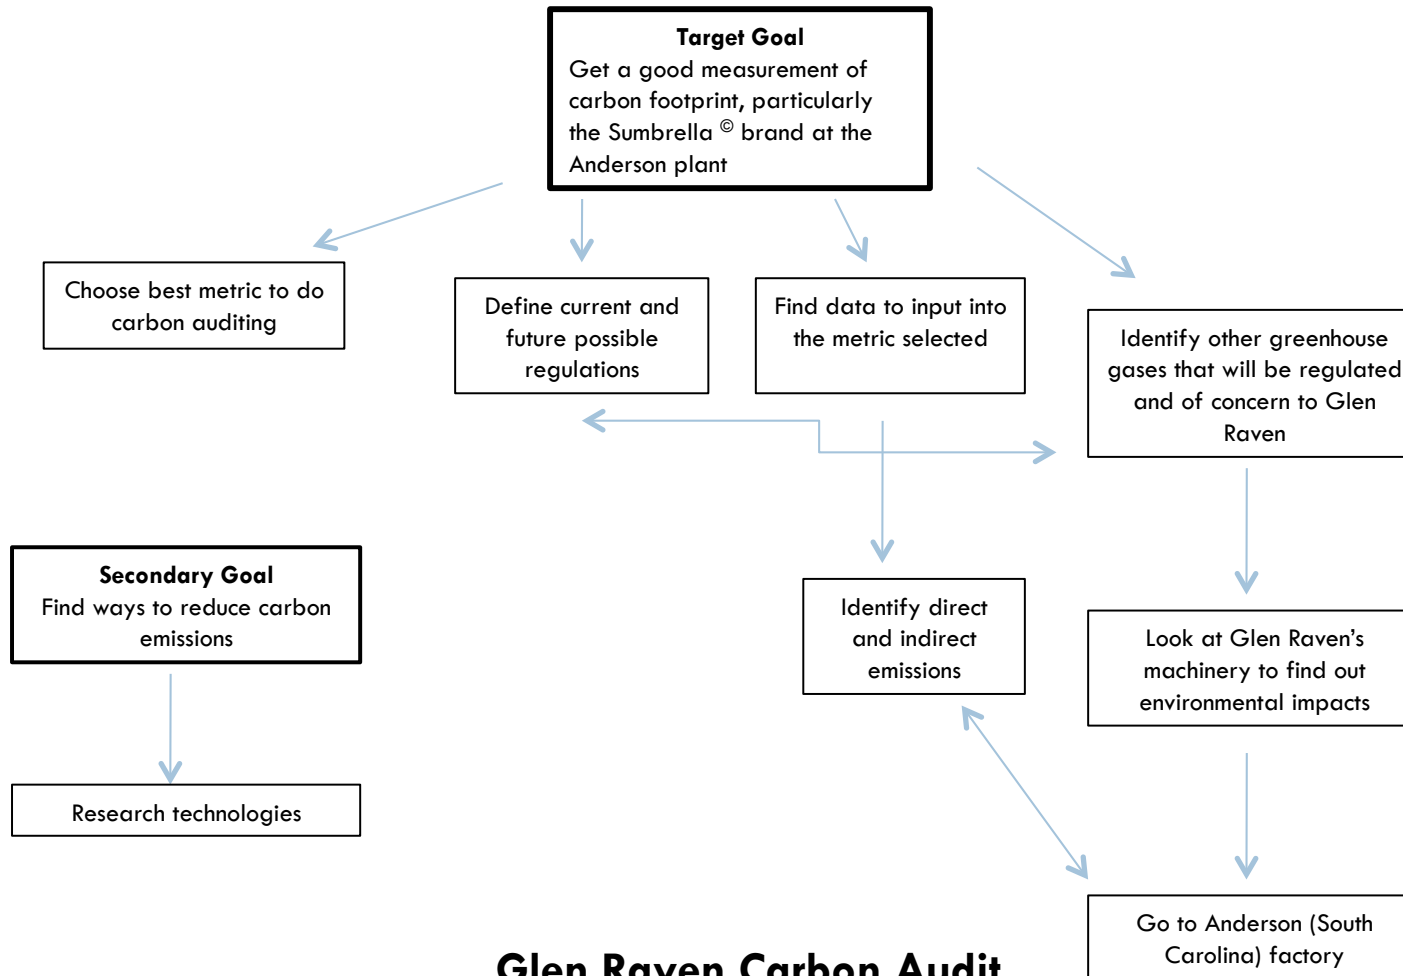 Target Goal
Get a good measurement of
carbon footprint, particularly
the Sumbrella © brand at the
Anderson plant
Choose best metric to do
carbon auditing
Define current and
future possible
regulations
Find data to input into
the metric selected
Identify other greenhouse
gases that will be regulated
and of concern to Glen
Raven
Secondary Goal
Find ways to reduce carbon
emissions
Identify direct
and indirect
emissions
Look at Glen Raven’s
machinery to find out
environmental impacts
Research technologies
Go to Anderson (South
Carolina) factory
Glen Raven Carbon Audit